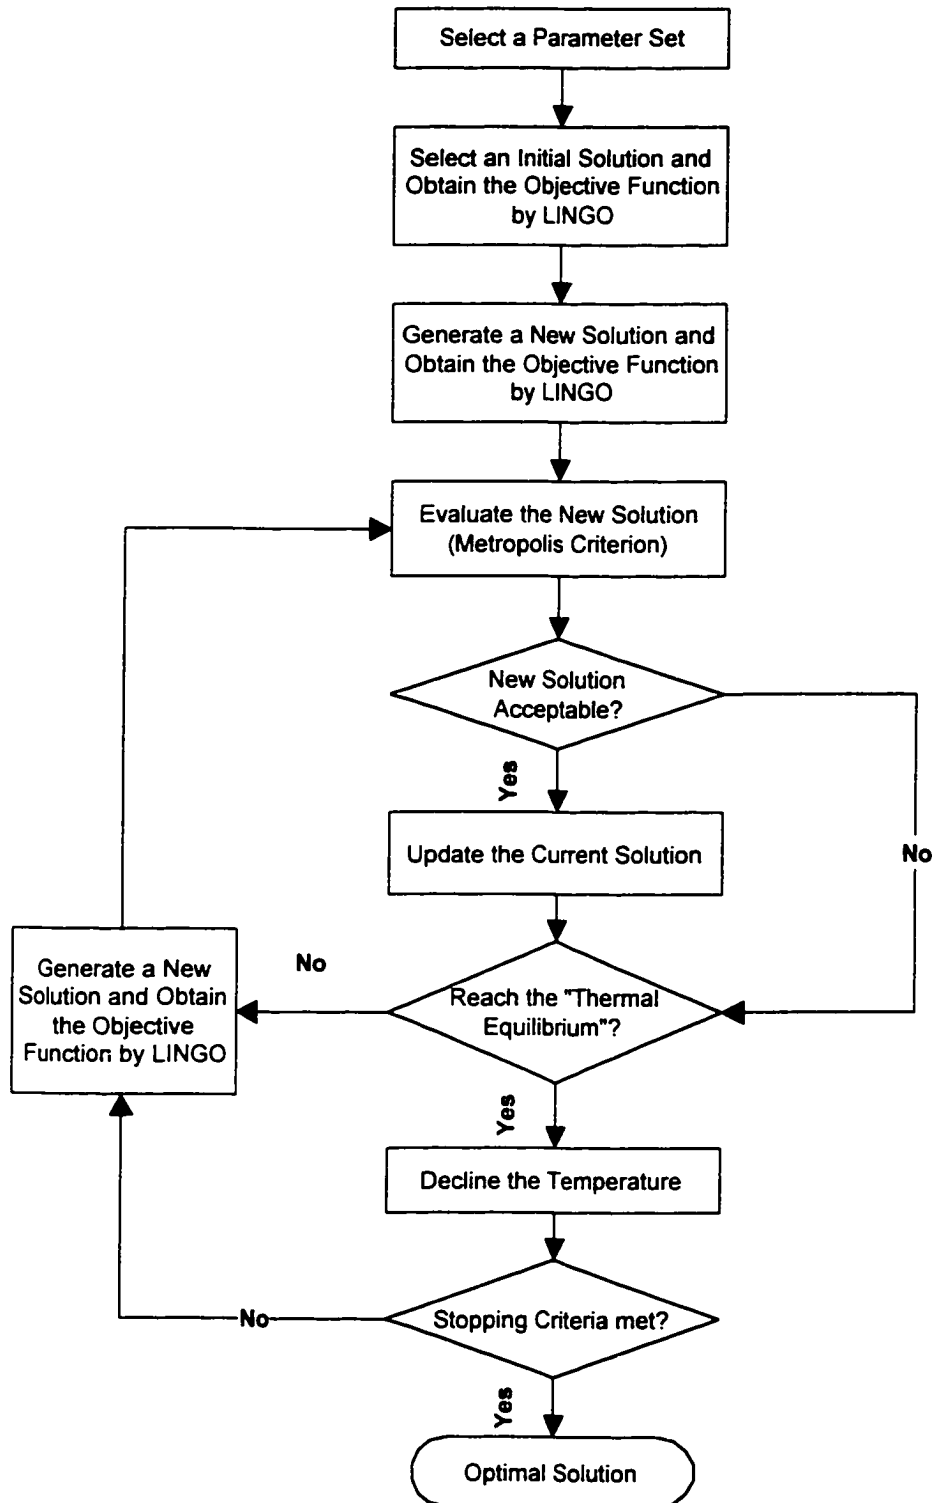 Select a Parameter Set
Select an Initial Solution and
Obtain the Objective Function
by LINGO
Generate a New Solution and
Obtain the Objective Function
by LINGO
Evaluate the New Solution
(Metropolis Criterion)
New Solution
Acceptable?
Yes
No
Update the Current Solution
Generate a New
Solution and Obtain
the Objective
Function by LINGO
No
Reach the "Thermal
Equilibrium"?
Yes
Decline the Temperature
No
Stopping Criteria met?
Yes
Optimal Solution